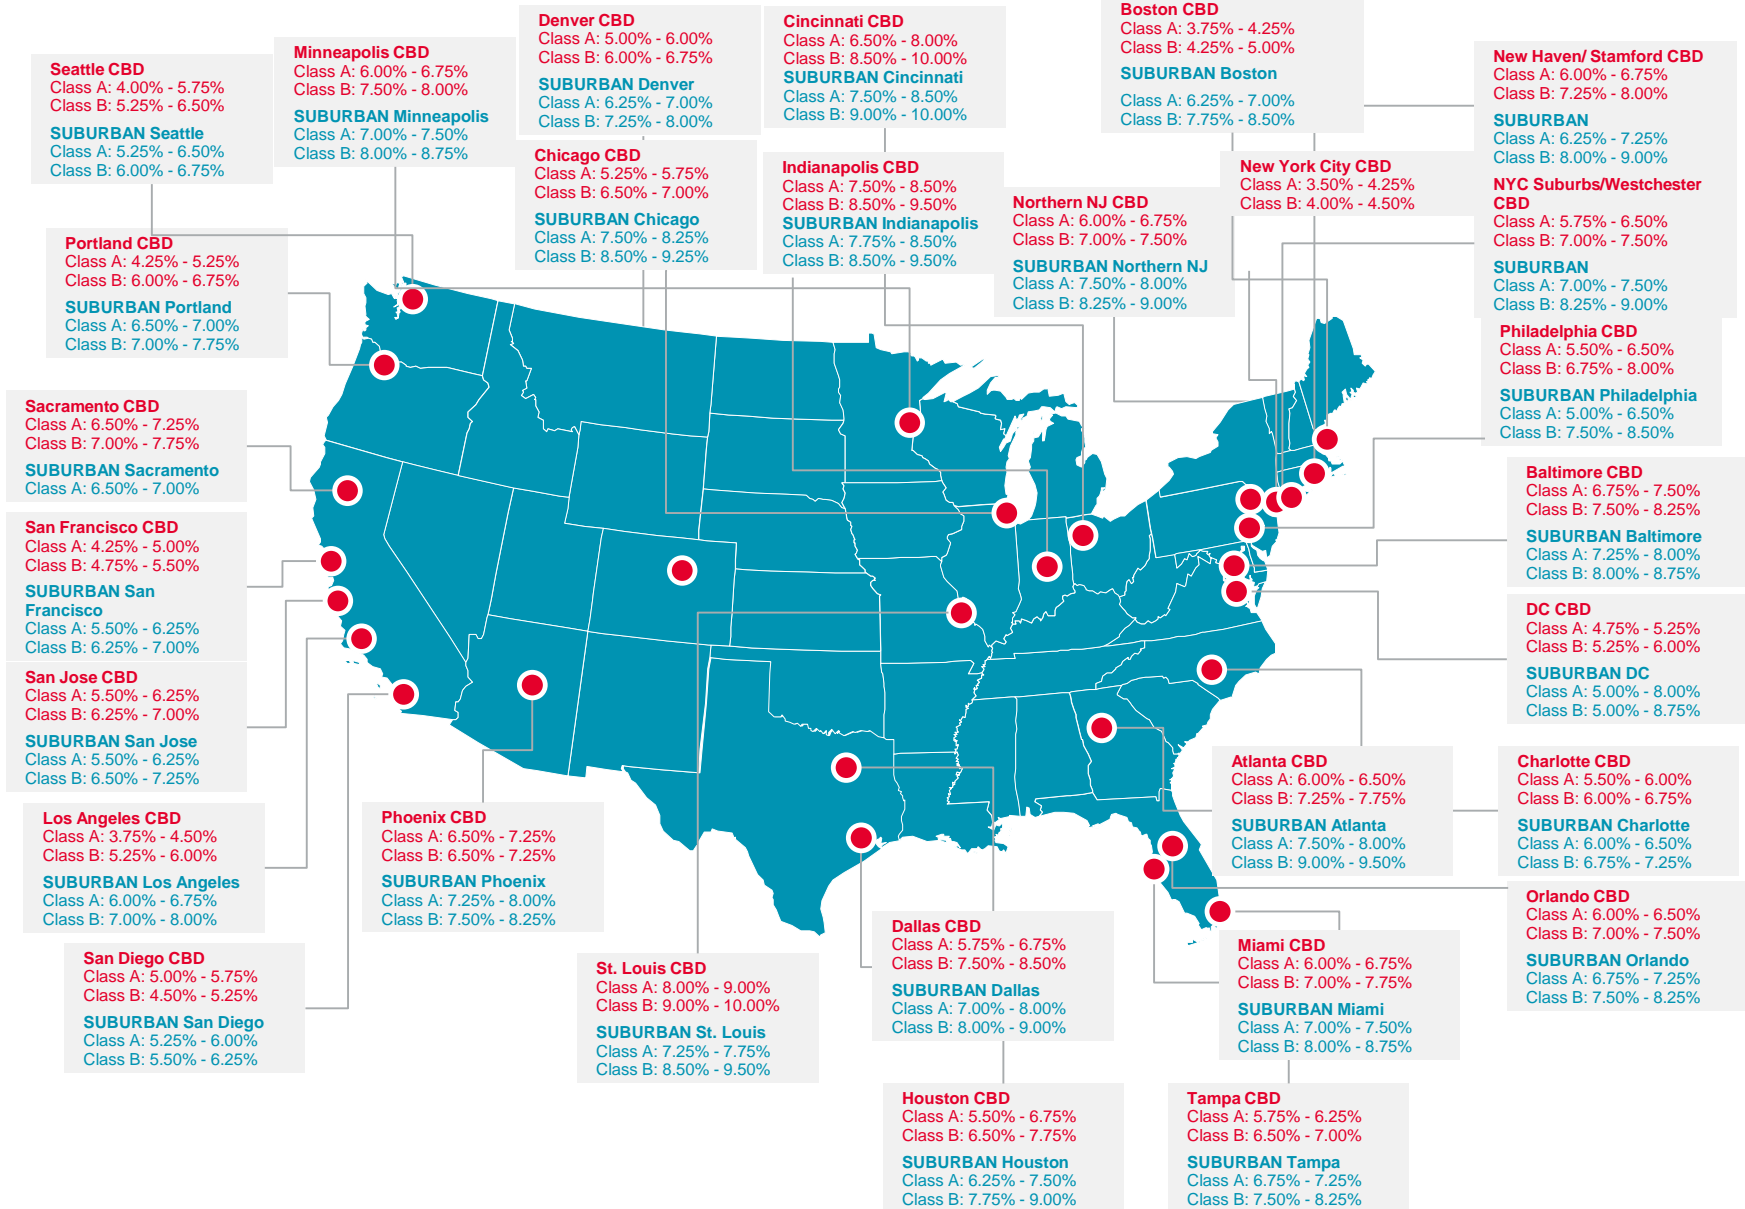 Seattle CBD
Class A: 4.00% - 5.75%
Class B: 5.25% - 6.50%
SUBURBAN Seattle
Class A: 5.25% - 6.50%
Class B: 6.00% - 6.75%
Minneapolis CBD
Class A: 6.00% - 6.75%
Class B: 7.50% - 8.00%
SUBURBAN Minneapolis
Class A: 7.00% - 7.50%
Class B: 8.00% - 8.75%
Denver CBD
Class A: 5.00% - 6.00%
Class B: 6.00% - 6.75%
SUBURBAN Denver
Class A: 6.25% - 7.00%
Class B: 7.25% - 8.00%
Cincinnati CBD
Class A: 6.50% - 8.00%
Class B: 8.50% - 10.00%
SUBURBAN Cincinnati
Class A: 7.50% - 8.50%
Class B: 9.00% - 10.00%
Boston CBD
Class A: 3.75% - 4.25%
Class B: 4.25% - 5.00%
SUBURBAN Boston
Class A: 6.25% - 7.00%
Class B: 7.75% - 8.50%
New Haven/ Stamford CBD
Class A: 6.00% - 6.75%
Class B: 7.25% - 8.00%
SUBURBAN
Class A: 6.25% - 7.25%
Class B: 8.00% - 9.00%
NYC Suburbs/Westchester
CBD
Class A: 5.75% - 6.50%
Class B: 7.00% - 7.50%
SUBURBAN
Class A: 7.00% - 7.50%
Class B: 8.25% - 9.00%
Chicago CBD
Class A: 5.25% - 5.75%
Class B: 6.50% - 7.00%
SUBURBAN Chicago
Class A: 7.50% - 8.25%
Class B: 8.50% - 9.25%
Indianapolis CBD
Class A: 7.50% - 8.50%
Class B: 8.50% - 9.50%
SUBURBAN Indianapolis
Class A: 7.75% - 8.50%
Class B: 8.50% - 9.50%
Northern NJ CBD
Class A: 6.00% - 6.75%
Class B: 7.00% - 7.50%
SUBURBAN Northern NJ
Class A: 7.50% - 8.00%
Class B: 8.25% - 9.00%
New York City CBD
Class A: 3.50% - 4.25%
Class B: 4.00% - 4.50%
Portland CBD
Class A: 4.25% - 5.25%
Class B: 6.00% - 6.75%
SUBURBAN Portland
Class A: 6.50% - 7.00%
Class B: 7.00% - 7.75%
Philadelphia CBD
Class A: 5.50% - 6.50%
Class B: 6.75% - 8.00%
SUBURBAN Philadelphia
Class A: 5.00% - 6.50%
Class B: 7.50% - 8.50%
Sacramento CBD
Class A: 6.50% - 7.25%
Class B: 7.00% - 7.75%
SUBURBAN Sacramento
Class A: 6.50% - 7.00%
Baltimore CBD
Class A: 6.75% - 7.50%
Class B: 7.50% - 8.25%
SUBURBAN Baltimore
Class A: 7.25% - 8.00%
Class B: 8.00% - 8.75%
San Francisco CBD
Class A: 4.25% - 5.00%
Class B: 4.75% - 5.50%
SUBURBAN San
Francisco
Class A: 5.50% - 6.25%
Class B: 6.25% - 7.00%
DC CBD
Class A: 4.75% - 5.25%
Class B: 5.25% - 6.00%
SUBURBAN DC
Class A: 5.00% - 8.00%
Class B: 5.00% - 8.75%
San Jose CBD
Class A: 5.50% - 6.25%
Class B: 6.25% - 7.00%
SUBURBAN San Jose
Class A: 5.50% - 6.25%
Class B: 6.50% - 7.25%
Atlanta CBD
Class A: 6.00% - 6.50%
Class B: 7.25% - 7.75%
SUBURBAN Atlanta
Class A: 7.50% - 8.00%
Class B: 9.00% - 9.50%
Charlotte CBD
Class A: 5.50% - 6.00%
Class B: 6.00% - 6.75%
SUBURBAN Charlotte
Class A: 6.00% - 6.50%
Class B: 6.75% - 7.25%
Los Angeles CBD
Class A: 3.75% - 4.50%
Class B: 5.25% - 6.00%
SUBURBAN Los Angeles
Class A: 6.00% - 6.75%
Class B: 7.00% - 8.00%
Phoenix CBD
Class A: 6.50% - 7.25%
Class B: 6.50% - 7.25%
SUBURBAN Phoenix
Class A: 7.25% - 8.00%
Class B: 7.50% - 8.25%
Orlando CBD
Class A: 6.00% - 6.50%
Class B: 7.00% - 7.50%
SUBURBAN Orlando
Class A: 6.75% - 7.25%
Class B: 7.50% - 8.25%
San Diego CBD
Class A: 5.00% - 5.75%
Class B: 4.50% - 5.25%
SUBURBAN San Diego
Class A: 5.25% - 6.00%
Class B: 5.50% - 6.25%
St. Louis CBD
Class A: 8.00% - 9.00%
Class B: 9.00% - 10.00%
SUBURBAN St. Louis
Class A: 7.25% - 7.75%
Class B: 8.50% - 9.50%
Dallas CBD
Class A: 5.75% - 6.75%
Class B: 7.50% - 8.50%
SUBURBAN Dallas
Class A: 7.00% - 8.00%
Class B: 8.00% - 9.00%
Miami CBD
Class A: 6.00% - 6.75%
Class B: 7.00% - 7.75%
SUBURBAN Miami
Class A: 7.00% - 7.50%
Class B: 8.00% - 8.75%
Houston CBD
Class A: 5.50% - 6.75%
Class B: 6.50% - 7.75%
SUBURBAN Houston
Class A: 6.25% - 7.50%
Class B: 7.75% - 9.00%
Tampa CBD
Class A: 5.75% - 6.25%
Class B: 6.50% - 7.00%
SUBURBAN Tampa
Class A: 6.75% - 7.25%
Class B: 7.50% - 8.25%